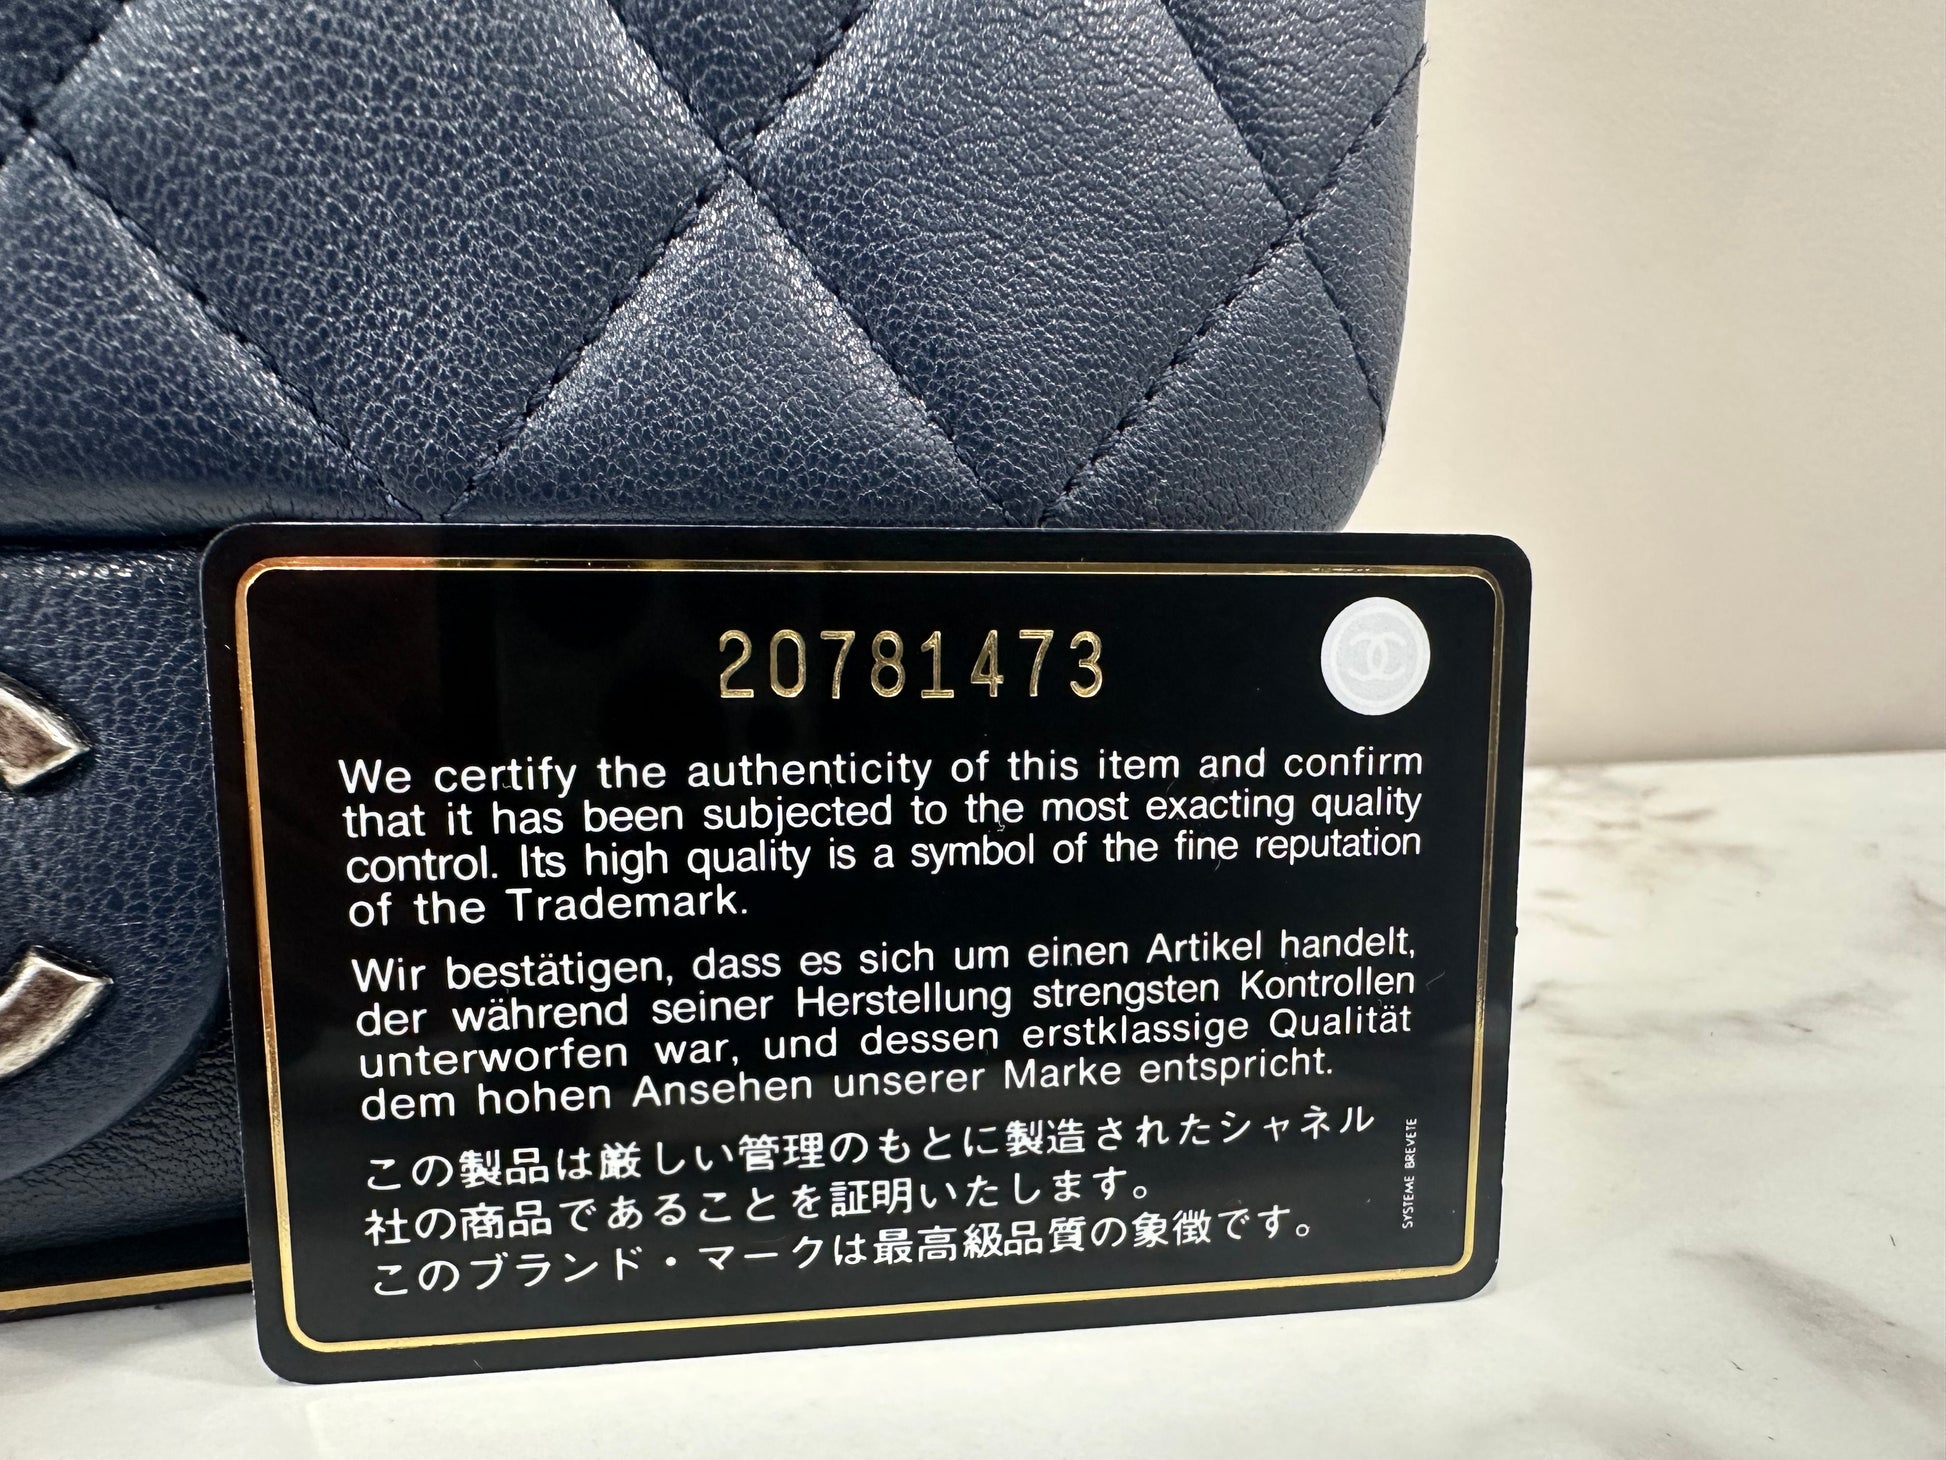 20781473
We certify the authenticity of this item and confirm
that it has been subjected to the most exacting quality
control. Its high quality is a symbol of the fine reputation
of the Trademark.
Wir bestätigen, dass es sich um einen Artikel handelt,
der während seiner Herstellung strengsten Kontrollen
unterworfen war, und dessen erstklassige Qualität
dem hohen Ansehen unserer Marke entspricht.
この製品は厳しい管理のもとに製造されたシャネル
社の商品であることを証明いたします。
このブランド・マークは最高級品質の象徴です。
SYSTEME BREVETE